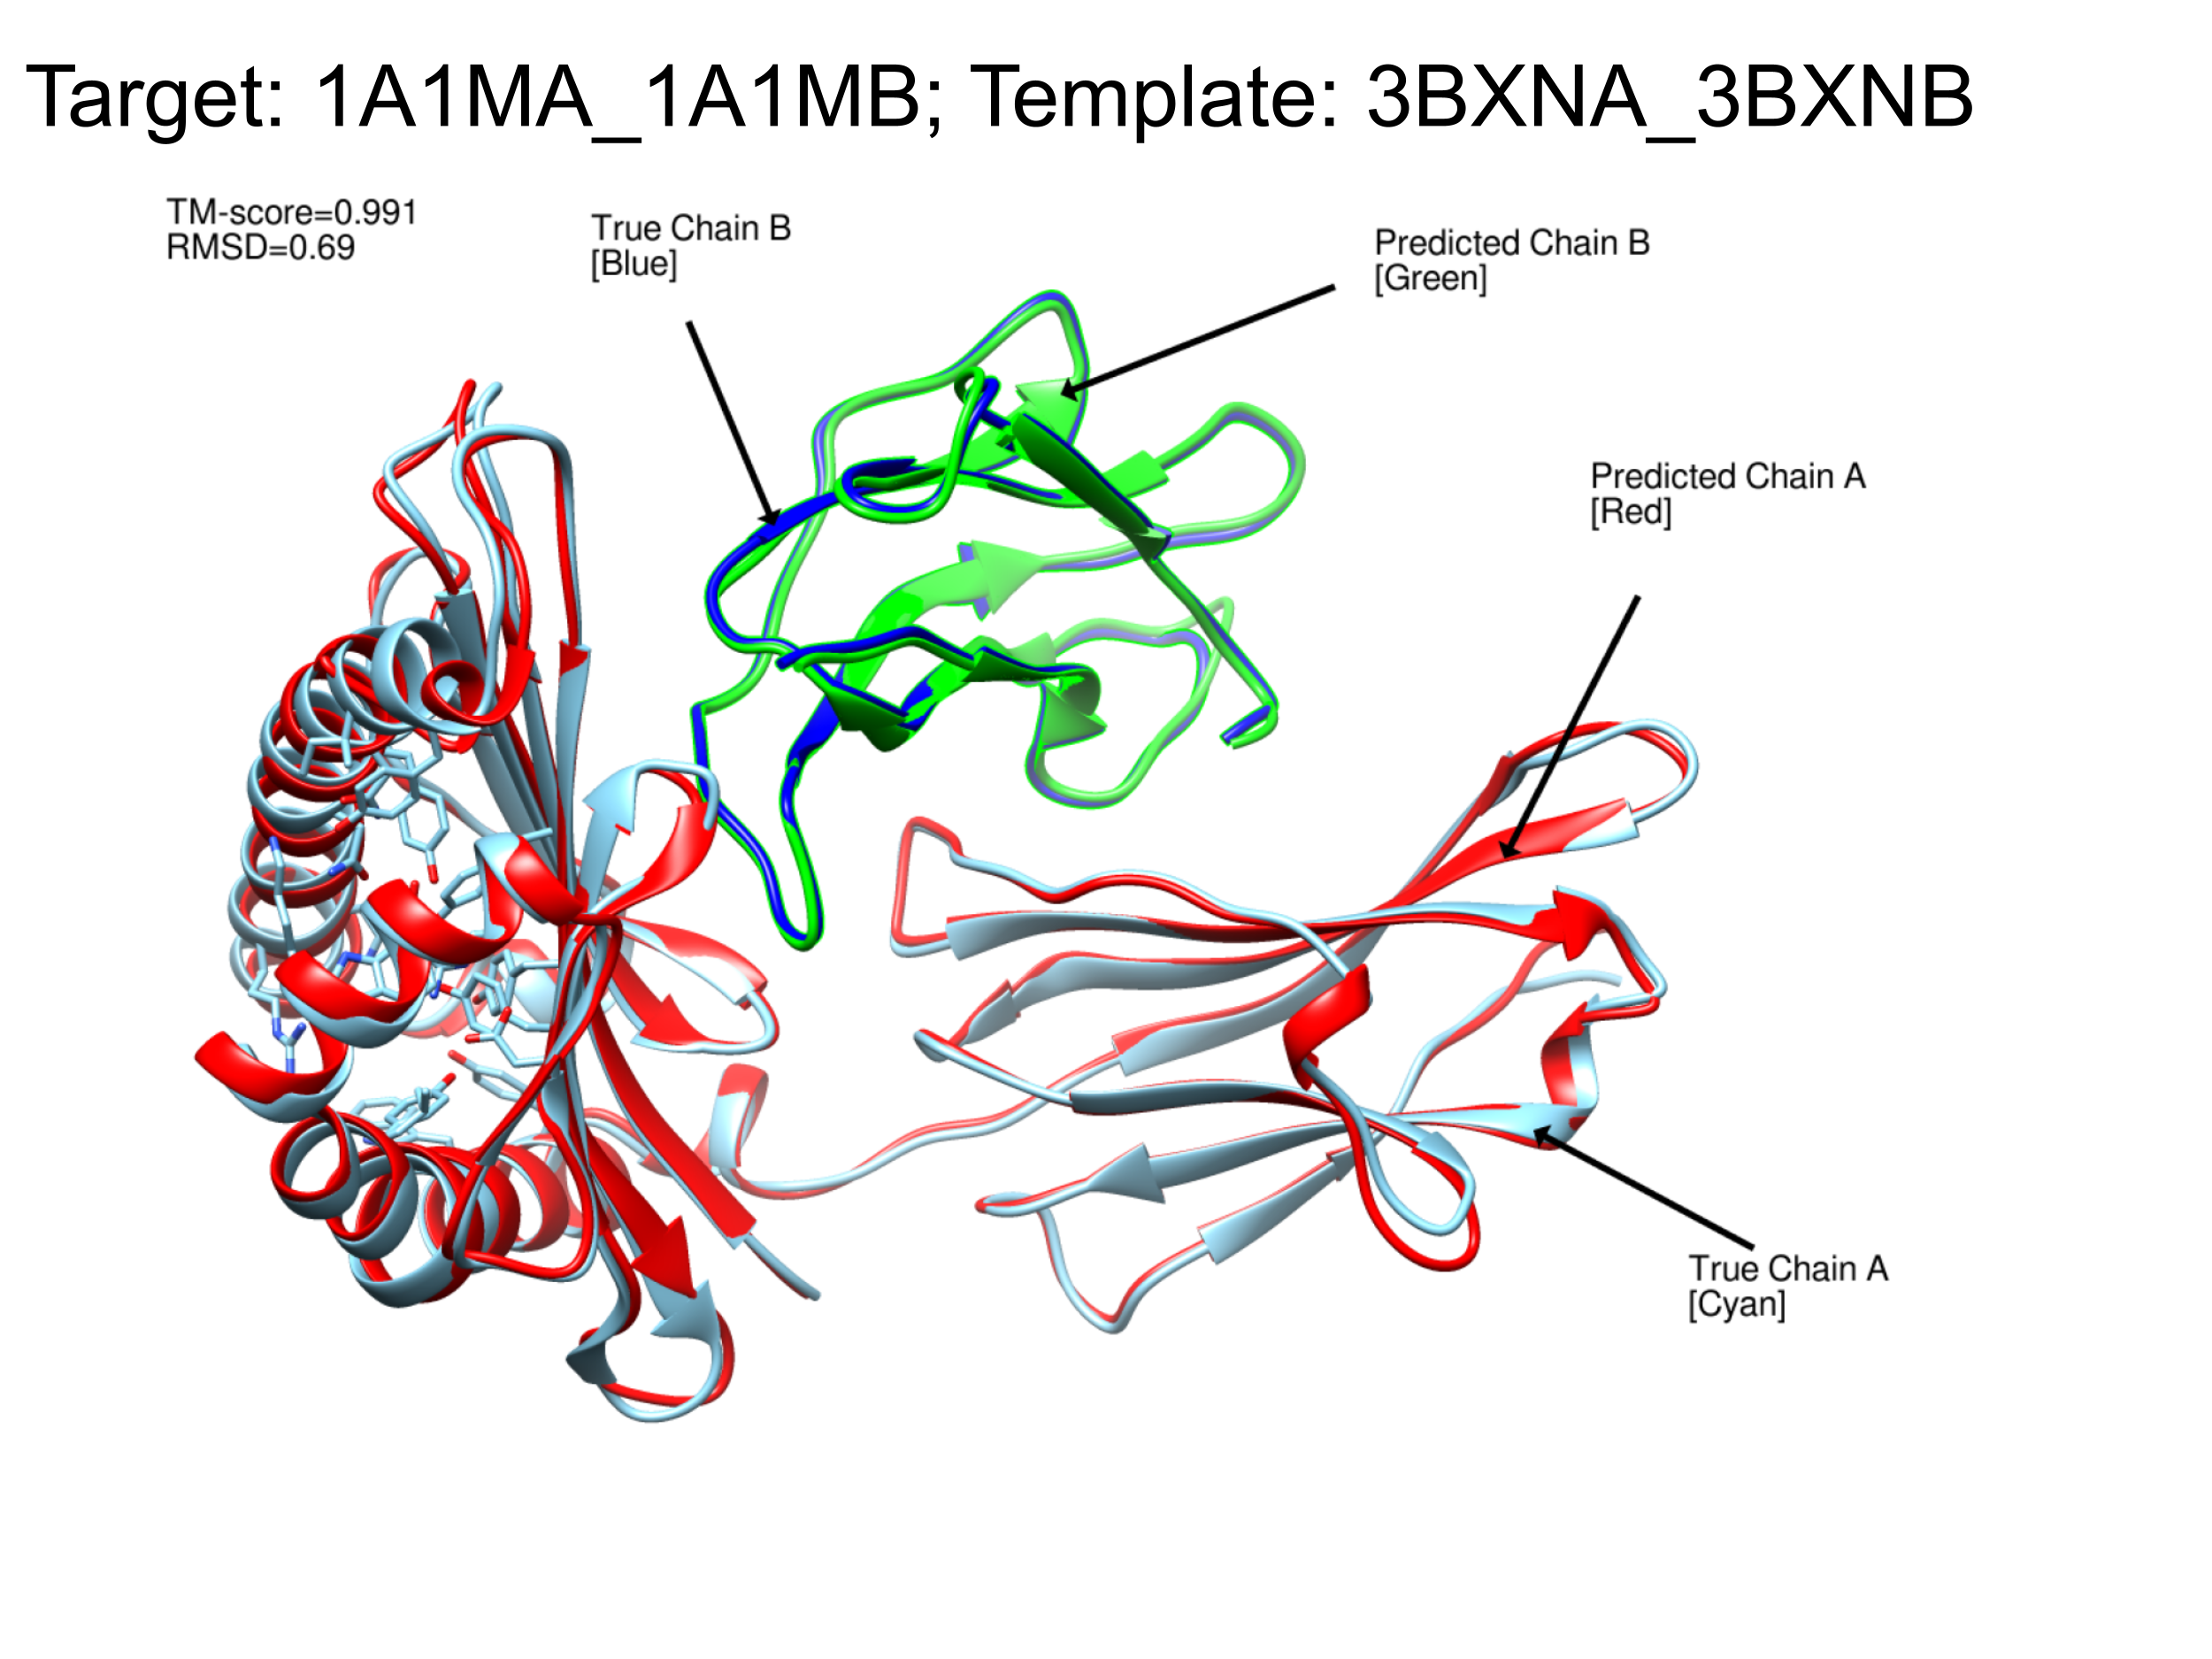 Target: 1A1MA_1A1MB; Template: 3BXNA_3BXNB
TM-score=0.991
RMSD=0.69
True Chain B
[Blue]
Predicted Chain B
[Green]
Predicted Chain A
[Red]
True Chain A
[Cyan]